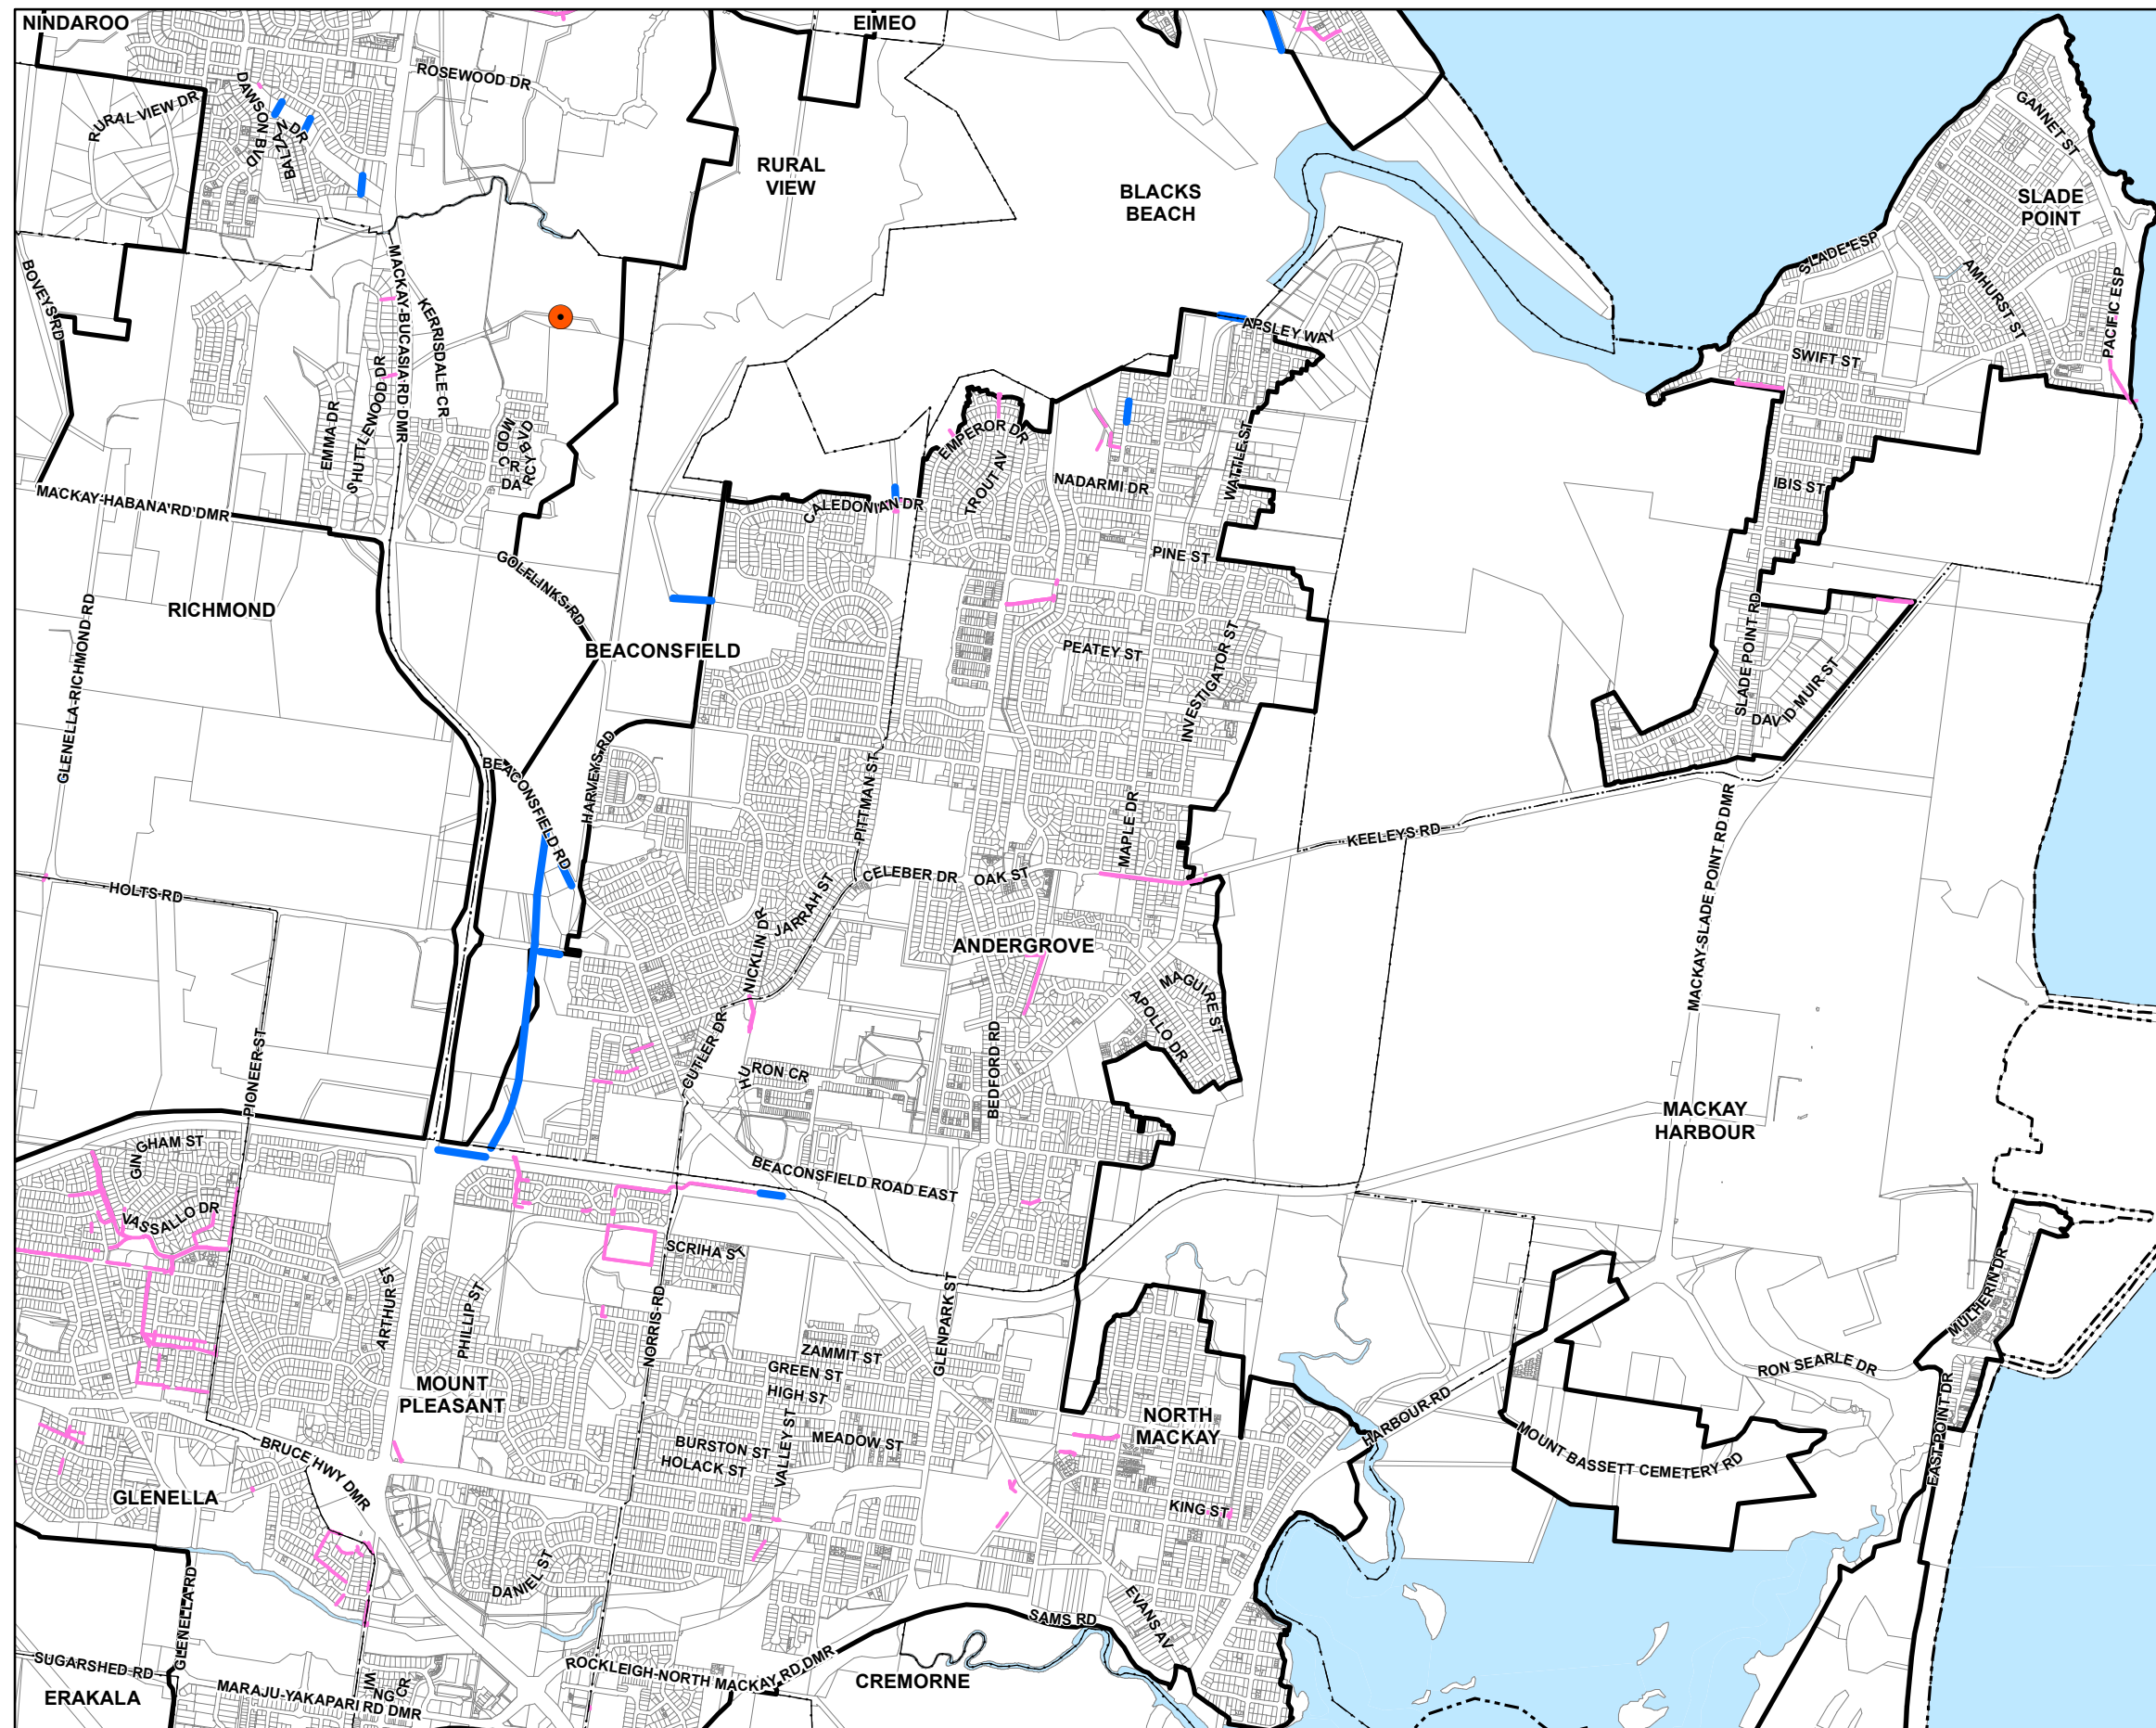 NINDAROO
EIMEO
ROSEWOOD DR
DAWSON BVD
BALZAN DR
RURAL VIEW DR
RURAL
VIEW
BLACKS
BEACH
GANNET ST
SLADE
POINT
SLADE ESP
AMHURST ST
PACIFIC ESP
SWIFT ST
IBIS ST
BOVEYS RD
MACKAY-BUCASIA RD DMR
KERRISDALE CR
SHUTTLEWOOD DR
EMMA DR
MOD CR
DARCY BVD
APSLEY WAY
WATTLE ST
EMPEROR DR
TROUT AV
NADARMI DR
CALEDONIAN DR
PINE ST
MACKAY-HABANA RD DMR
GOLFLINKS RD
RICHMOND
GLENELLA-RICHMOND RD
BEACONSFIELD
PEATEY ST
INVESTIGATOR ST
SLADE POINT RD
DAVID MUIR ST
HARVEYS RD
BEACONSFIELD RD
PITTMAN ST
MAPLE DR
KEELEYS RD
MACKAY-SLADE POINT RD DMR
HOLTS RD
CELEBER DR
OAK ST
JARRAH ST
NICKLIN DR
ANDERGROVE
MAGUIRE ST
APOLLO DR
PIONEER ST
CUTLER DR
HURON CR
BEDFORD RD
MACKAY
HARBOUR
GINGHAM ST
VASSALLO DR
BEACONSFIELD ROAD EAST
SCRIHA ST
ARTHUR ST
PHILLIP ST
NORRIS RD
GLENPARK ST
MULHERIN DR
ZAMMIT ST
GREEN ST
HIGH ST
MOUNT
PLEASANT
VALLEY ST
MEADOW ST
BURSTON ST
HOLACK ST
NORTH
MACKAY
HARBOUR RD
RON SEARLE DR
EAST POINT DR
MOUNT BASSETT CEMETERY RD
BRUCE HWY DMR
GLENELLA
KING ST
DANIEL ST
GLENELLA RD
EVANS AV
SAMS RD
SUGARSHED RD
ROCKLEIGH-NORTH MACKAY RD DMR
CREMORNE
ERAKALA
MARAJU-YAKAPARI RD DMR